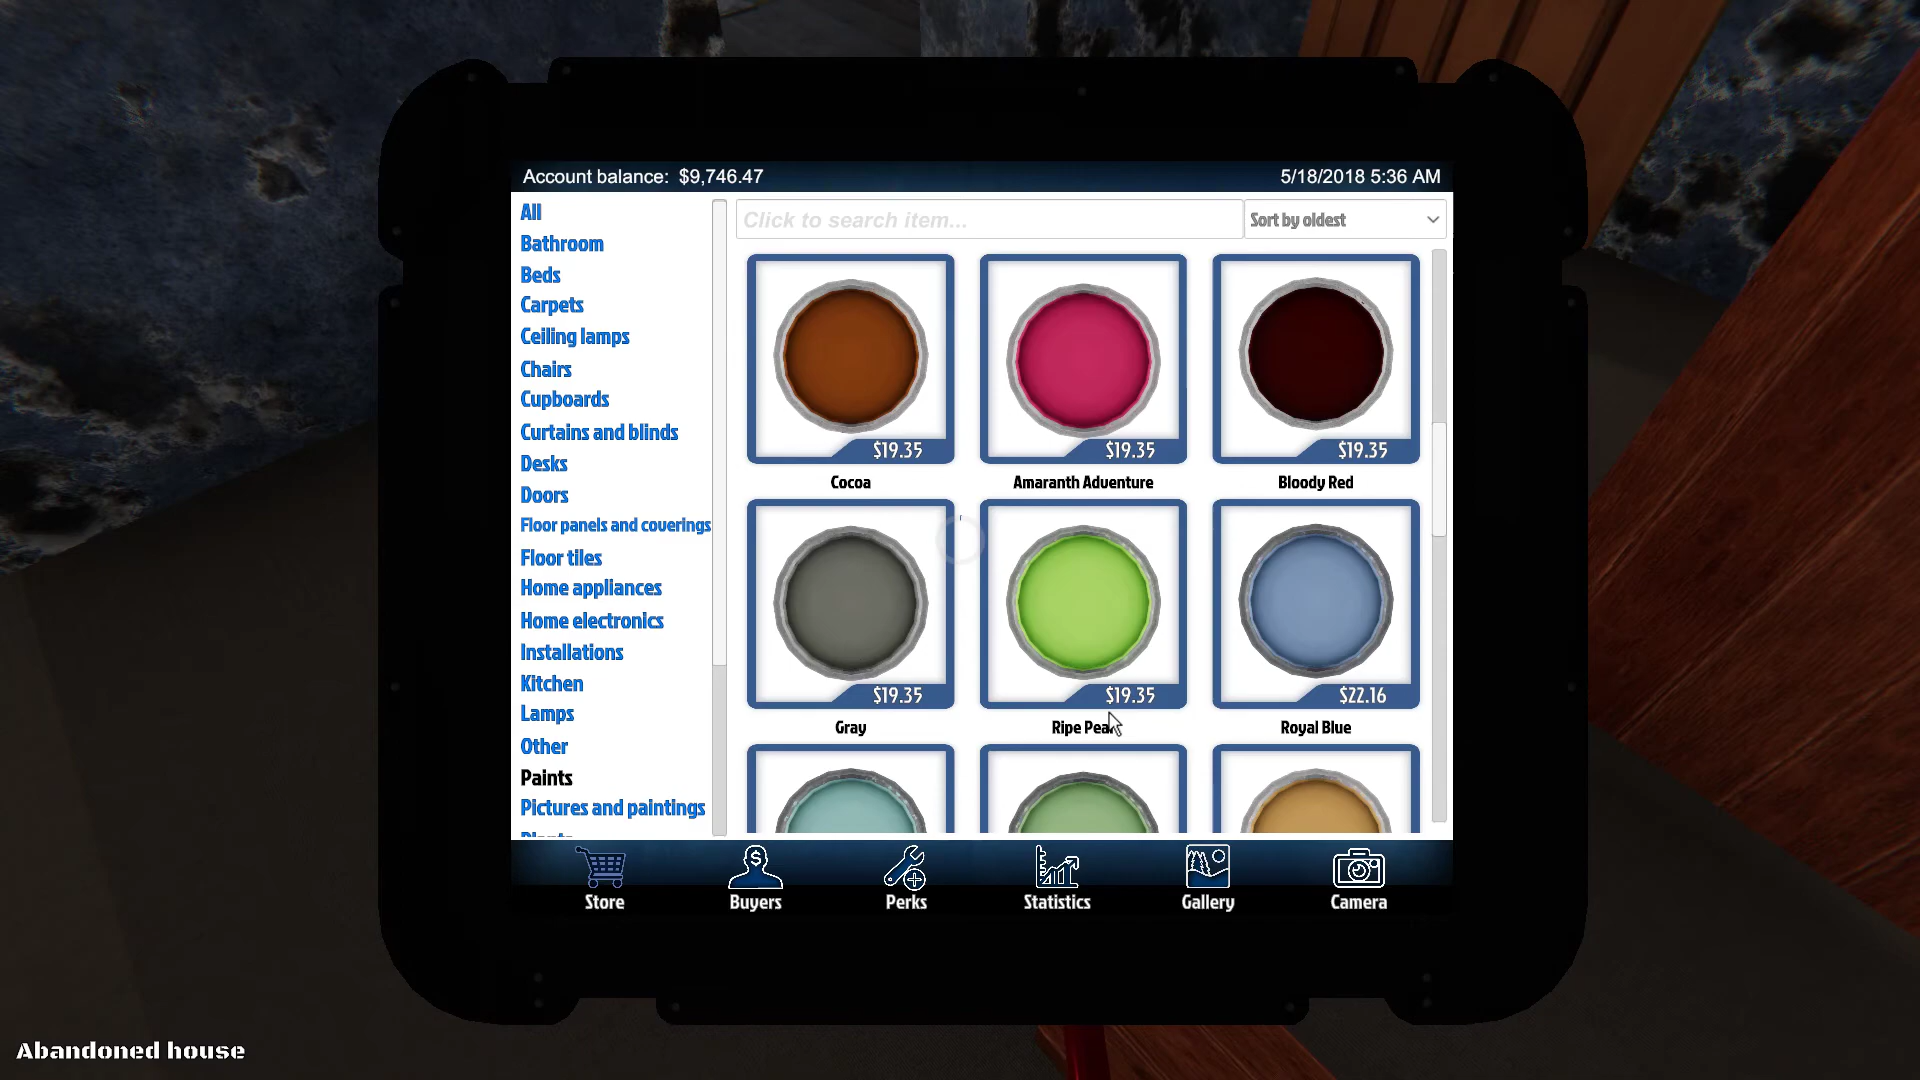 Account balance: $9,746.47
5/18/2018 5:36 AM
All
Bathroom
Beds
Carpets
Ceiling lamps
Chairs
Cupboards
Curtains and blinds
Desks
Doors
Floor panels and coverings
Floor tiles
Home appliances
Home electronics
Installations
Kitchen
Lamps
Other
Paints
Pictures and paintings
Click to search item...
Sort by oldest
$19.35
$19.35
$19.35
Cocoa
Amaranth Adventure
Bloody Red
$19.35
$19.35
$22.16
Gray
Ripe Pear
Royal Blue
Store
Buyers
Perks
Statistics
Gallery
Camera
Abandoned house